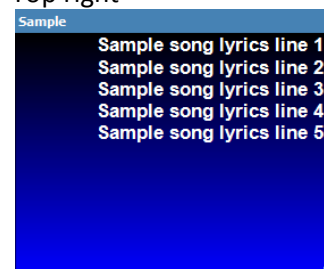 Top right
Sample
Sample song lyrics line 1
Sample song lyrics line 2
Sample song lyrics line 3
Sample song lyrics line 4
Sample song lyrics line 5